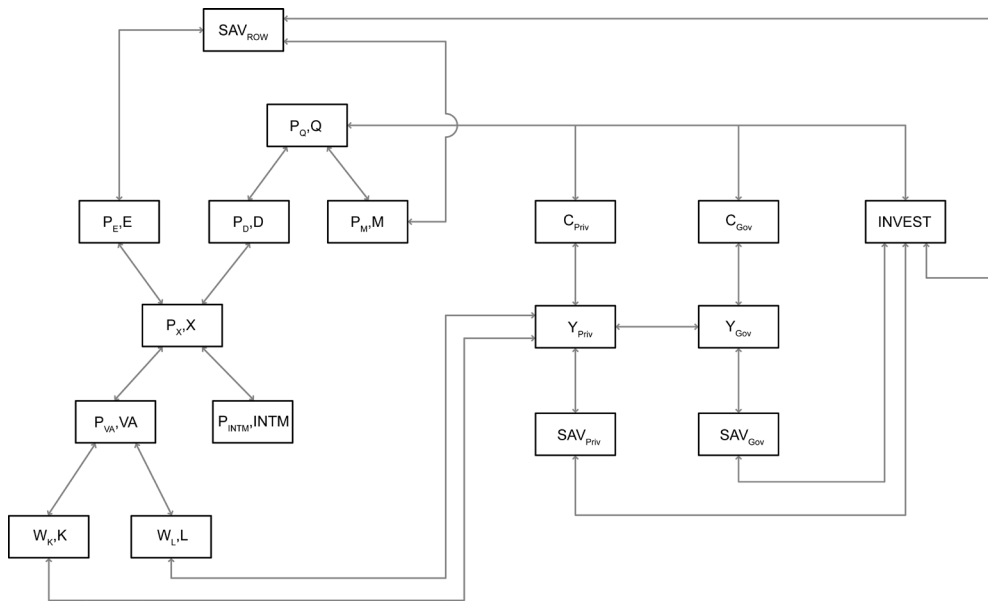 SAV_ROW
P_Q,Q
P_E,E
P_D,D
P_M,M
C_Priv
C_Gov
INVEST
P_X,X
Y_Priv
Y_Gov
P_VA,VA
P_INTM,INTM
SAV_Priv
SAV_Gov
W_K,K
W_L,L